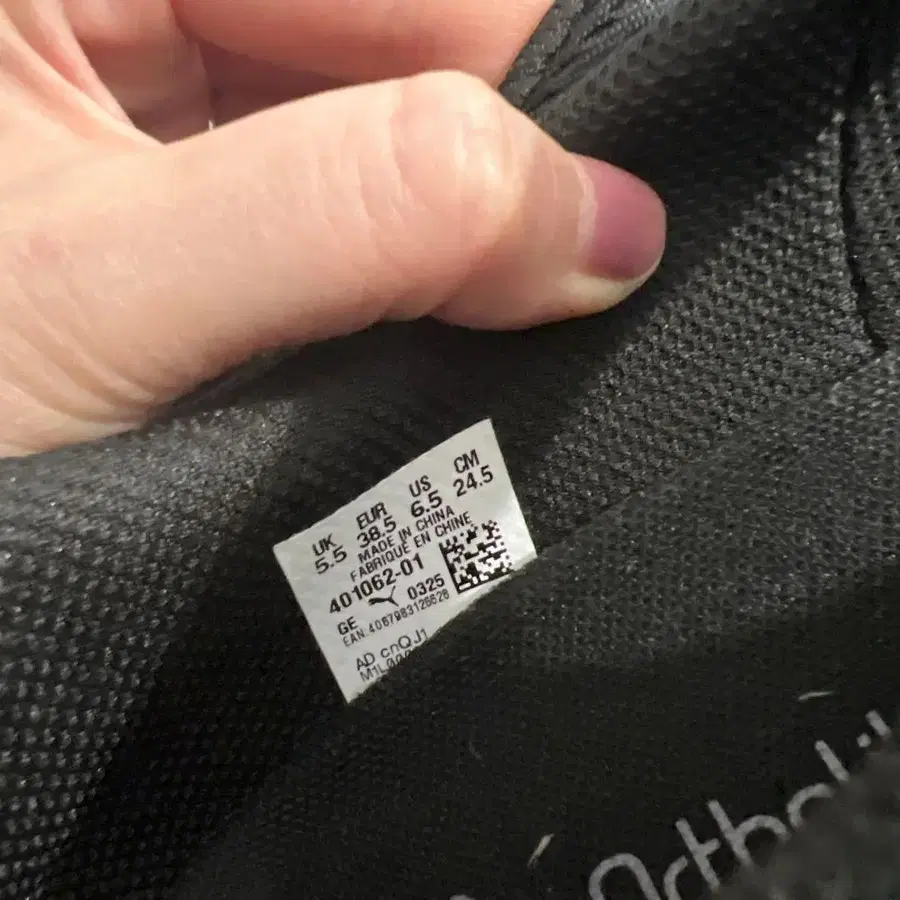 UK EUR US CM
5.5 38.5 6.5 24.5
MADE IN CHINA
FABRIQUE EN CHINE
401062-01
GE 0325
EAN:4067983126628
AD cnQJ1